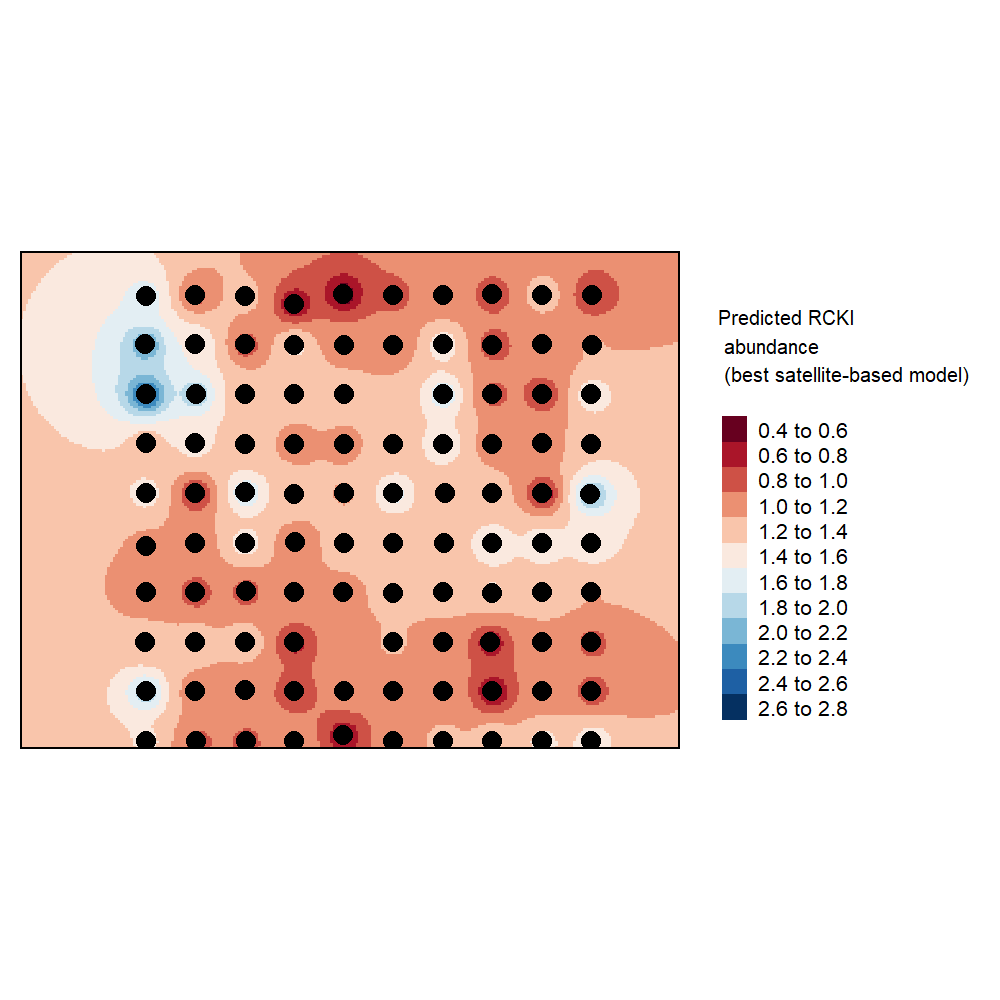 Predicted RCKI
abundance
(best satellite-based model)
0.4 to 0.6
0.6 to 0.8
0.8 to 1.0
1.0 to 1.2
1.2 to 1.4
1.4 to 1.6
1.6 to 1.8
1.8 to 2.0
2.0 to 2.2
2.2 to 2.4
2.4 to 2.6
2.6 to 2.8